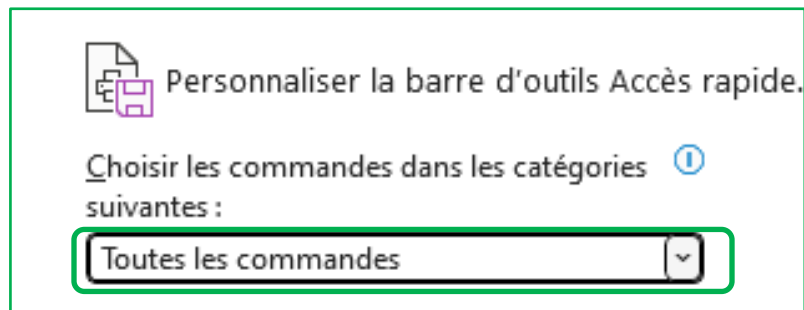 Personnaliser la barre d'outils Accès rapide.
Choisir les commandes dans les catégories
suivantes :
Toutes les commandes